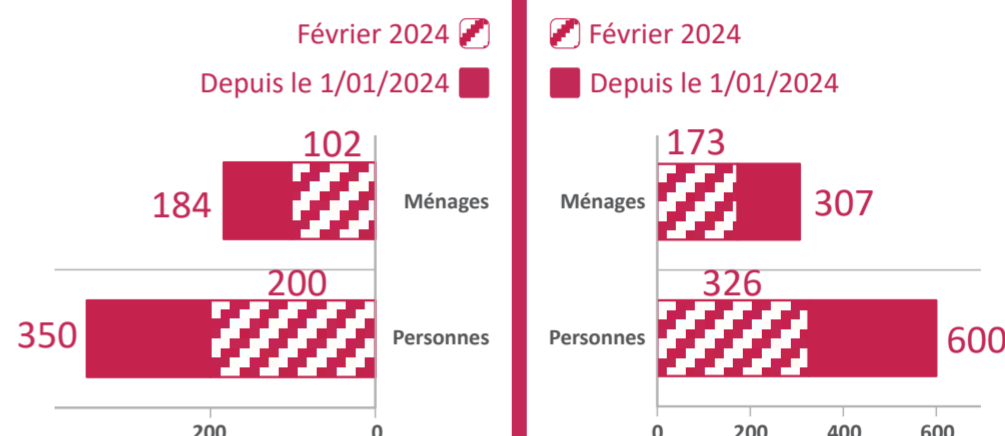 Février 2024
Depuis le 1/01/2024
102
184
Ménages
200
350
Personnes
200 0
Février 2024
Depuis le 1/01/2024
173
Ménages
307
326
Personnes
600
0 200 400 600